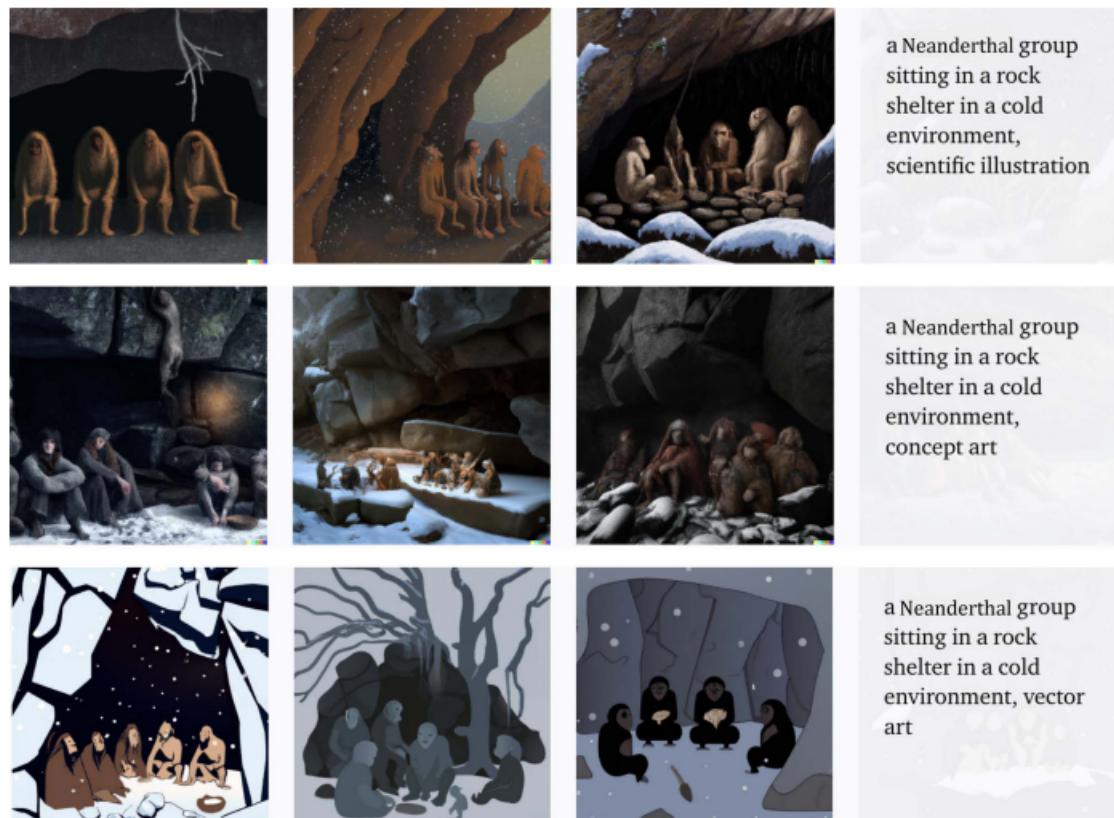 a Neanderthal group
sitting in a rock
shelter in a cold
environment,
scientific illustration
a Neanderthal group
sitting in a rock
shelter in a cold
environment,
concept art
a Neanderthal group
sitting in a rock
shelter in a cold
environment, vector
art